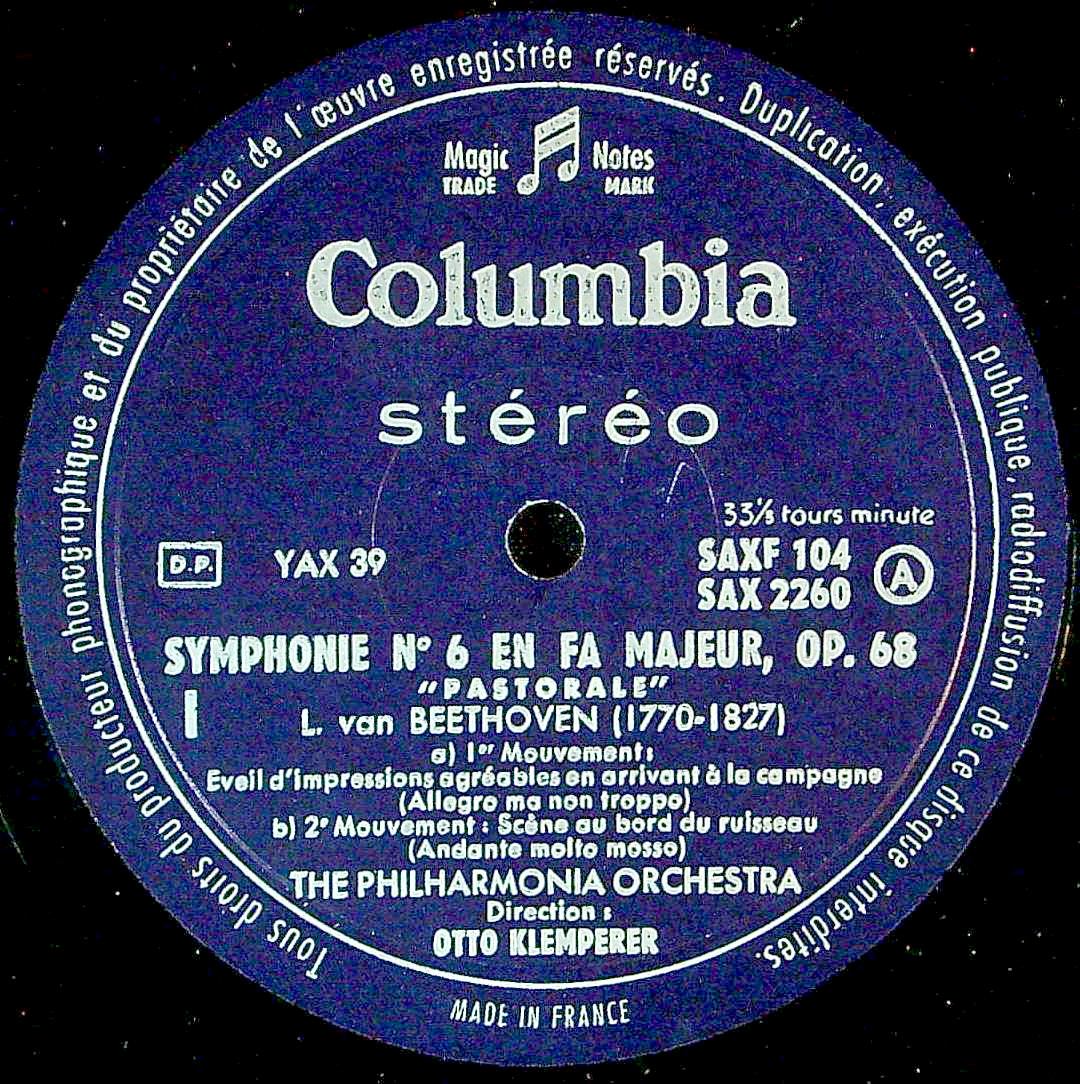 Tous droits du producteur phonographique et du propriétaire de l'œuvre enregistrée réservés. Duplication, exécution publique, radiodiffusion de ce disque interdites.
Magic Notes
TRADE MARK
Columbia
stéréo
33 1/3 tours minute
D.P. YAX 39 SAXF 104 A
SAX 2260
SYMPHONIE N° 6 EN FA MAJEUR, OP. 68
"PASTORALE"
I L. van BEETHOVEN (1770-1827)
a) 1er Mouvement:
Eveil d'impressions agréables en arrivant à la campagne
(Allegro ma non troppo)
b) 2e Mouvement : Scène au bord du ruisseau
(Andante molto mosso)
THE PHILHARMONIA ORCHESTRA
Direction :
OTTO KLEMPERER
MADE IN FRANCE